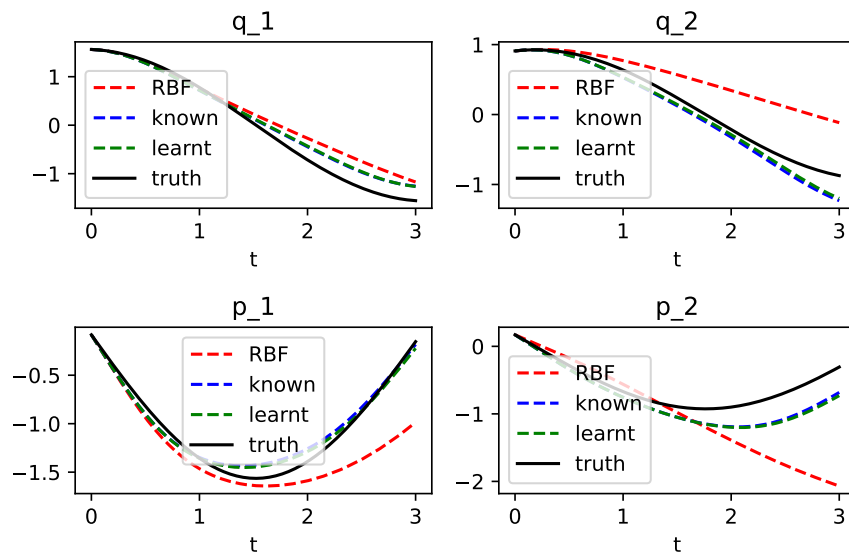 q_1
1
0
−1
RBF
known
learnt
truth
0
1
2
3
t
q_2
1
0
−1
RBF
known
learnt
truth
0
1
2
3
t
p_1
−0.5
−1.0
−1.5
RBF
known
learnt
truth
0
1
2
3
t
p_2
0
−1
−2
RBF
known
learnt
truth
0
1
2
3
t